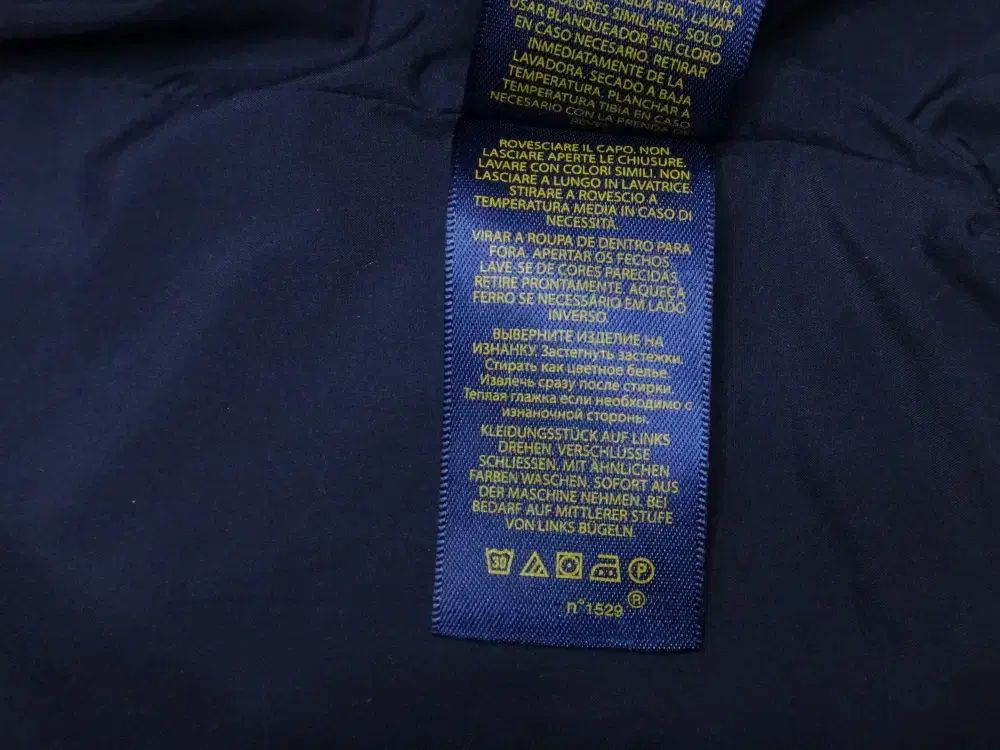 AGUA FRIA, LAVAR A
COLORES SIMILARES. SOLO
USAR BLANQUEADOR SIN CLORO
EN CASO NECESARIO. RETIRAR
INMEDIATAMENTE DE LA
LAVADORA. SECADO A BAJA
TEMPERATURA. PLANCHAR A
TEMPERATURA TIBIA EN CASO
NECESARIO CON LA PRENDA DE
ROVESCIARE IL CAPO. NON
LASCIARE APERTE LE CHIUSURE.
LAVARE CON COLORI SIMILI. NON
LASCIARE A LUNGO IN LAVATRICE.
STIRARE A ROVESCIO A
TEMPERATURA MEDIA IN CASO DI
NECESSITÀ.
VIRAR A ROUPA DE DENTRO PARA
FORA. APERTAR OS FECHOS.
LAVE-SE DE CORES PARECIDAS.
RETIRE PRONTAMENTE. AQUEÇA
FERRO SE NECESSÁRIO EM LADO
INVERSO.
ВЫВЕРНИТЕ ИЗДЕЛИЕ НА
ИЗНАНКУ. Застегнуть застежки.
Стирать как цветное белье.
Извлечь сразу после стирки.
Теплая глажка если необходимо с
изнаночной стороны.
KLEIDUNGSSTÜCK AUF LINKS
DREHEN. VERSCHLÜSSE
SCHLIESSEN. MIT ÄHNLICHEN
FARBEN WASCHEN. SOFORT AUS
DER MASCHINE NEHMEN. BEI
BEDARF AUF MITTLERER STUFE
VON LINKS BÜGELN.
30 P
n°1529 ®